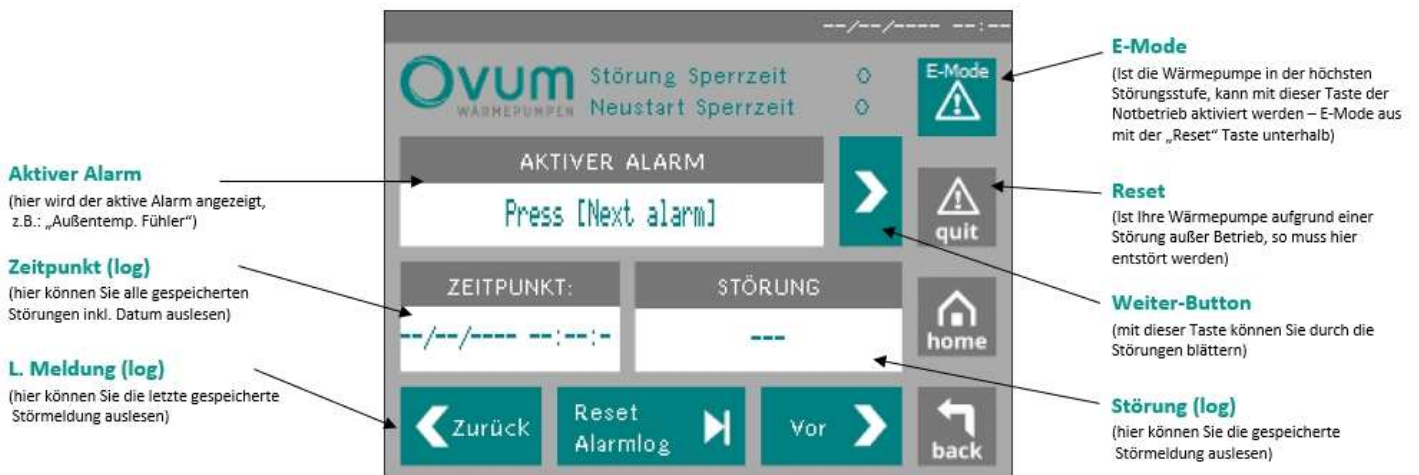 Aktiver Alarm
(hier wird der aktive Alarm angezeigt,
z.B.: „Außentemp. Fühler“)
Zeitpunkt (log)
(hier können Sie alle gespeicherten
Störungen inkl. Datum auslesen)
L. Meldung (log)
(hier können Sie die letzte gespeicherte
Störmeldung auslesen)
--/--/---- --:--
Ovum
WÄRMEPUMPEN
Störung Sperrzeit 0
Neustart Sperrzeit 0
E-Mode
AKTIVER ALARM
Press [Next alarm]
quit
ZEITPUNKT:
--/--/---- --:--:-
STÖRUNG
---
home
Zurück
Reset
Alarmlog
Vor
back
E-Mode
(Ist die Wärmepumpe in der höchsten
Störungsstufe, kann mit dieser Taste der
Notbetrieb aktiviert werden – E-Mode aus
mit der „Reset“ Taste unterhalb)
Reset
(Ist Ihre Wärmepumpe aufgrund einer
Störung außer Betrieb, so muss hier
entstört werden)
Weiter-Button
(mit dieser Taste können Sie durch die
Störungen blättern)
Störung (log)
(hier können Sie die gespeicherte
Störmeldung auslesen)